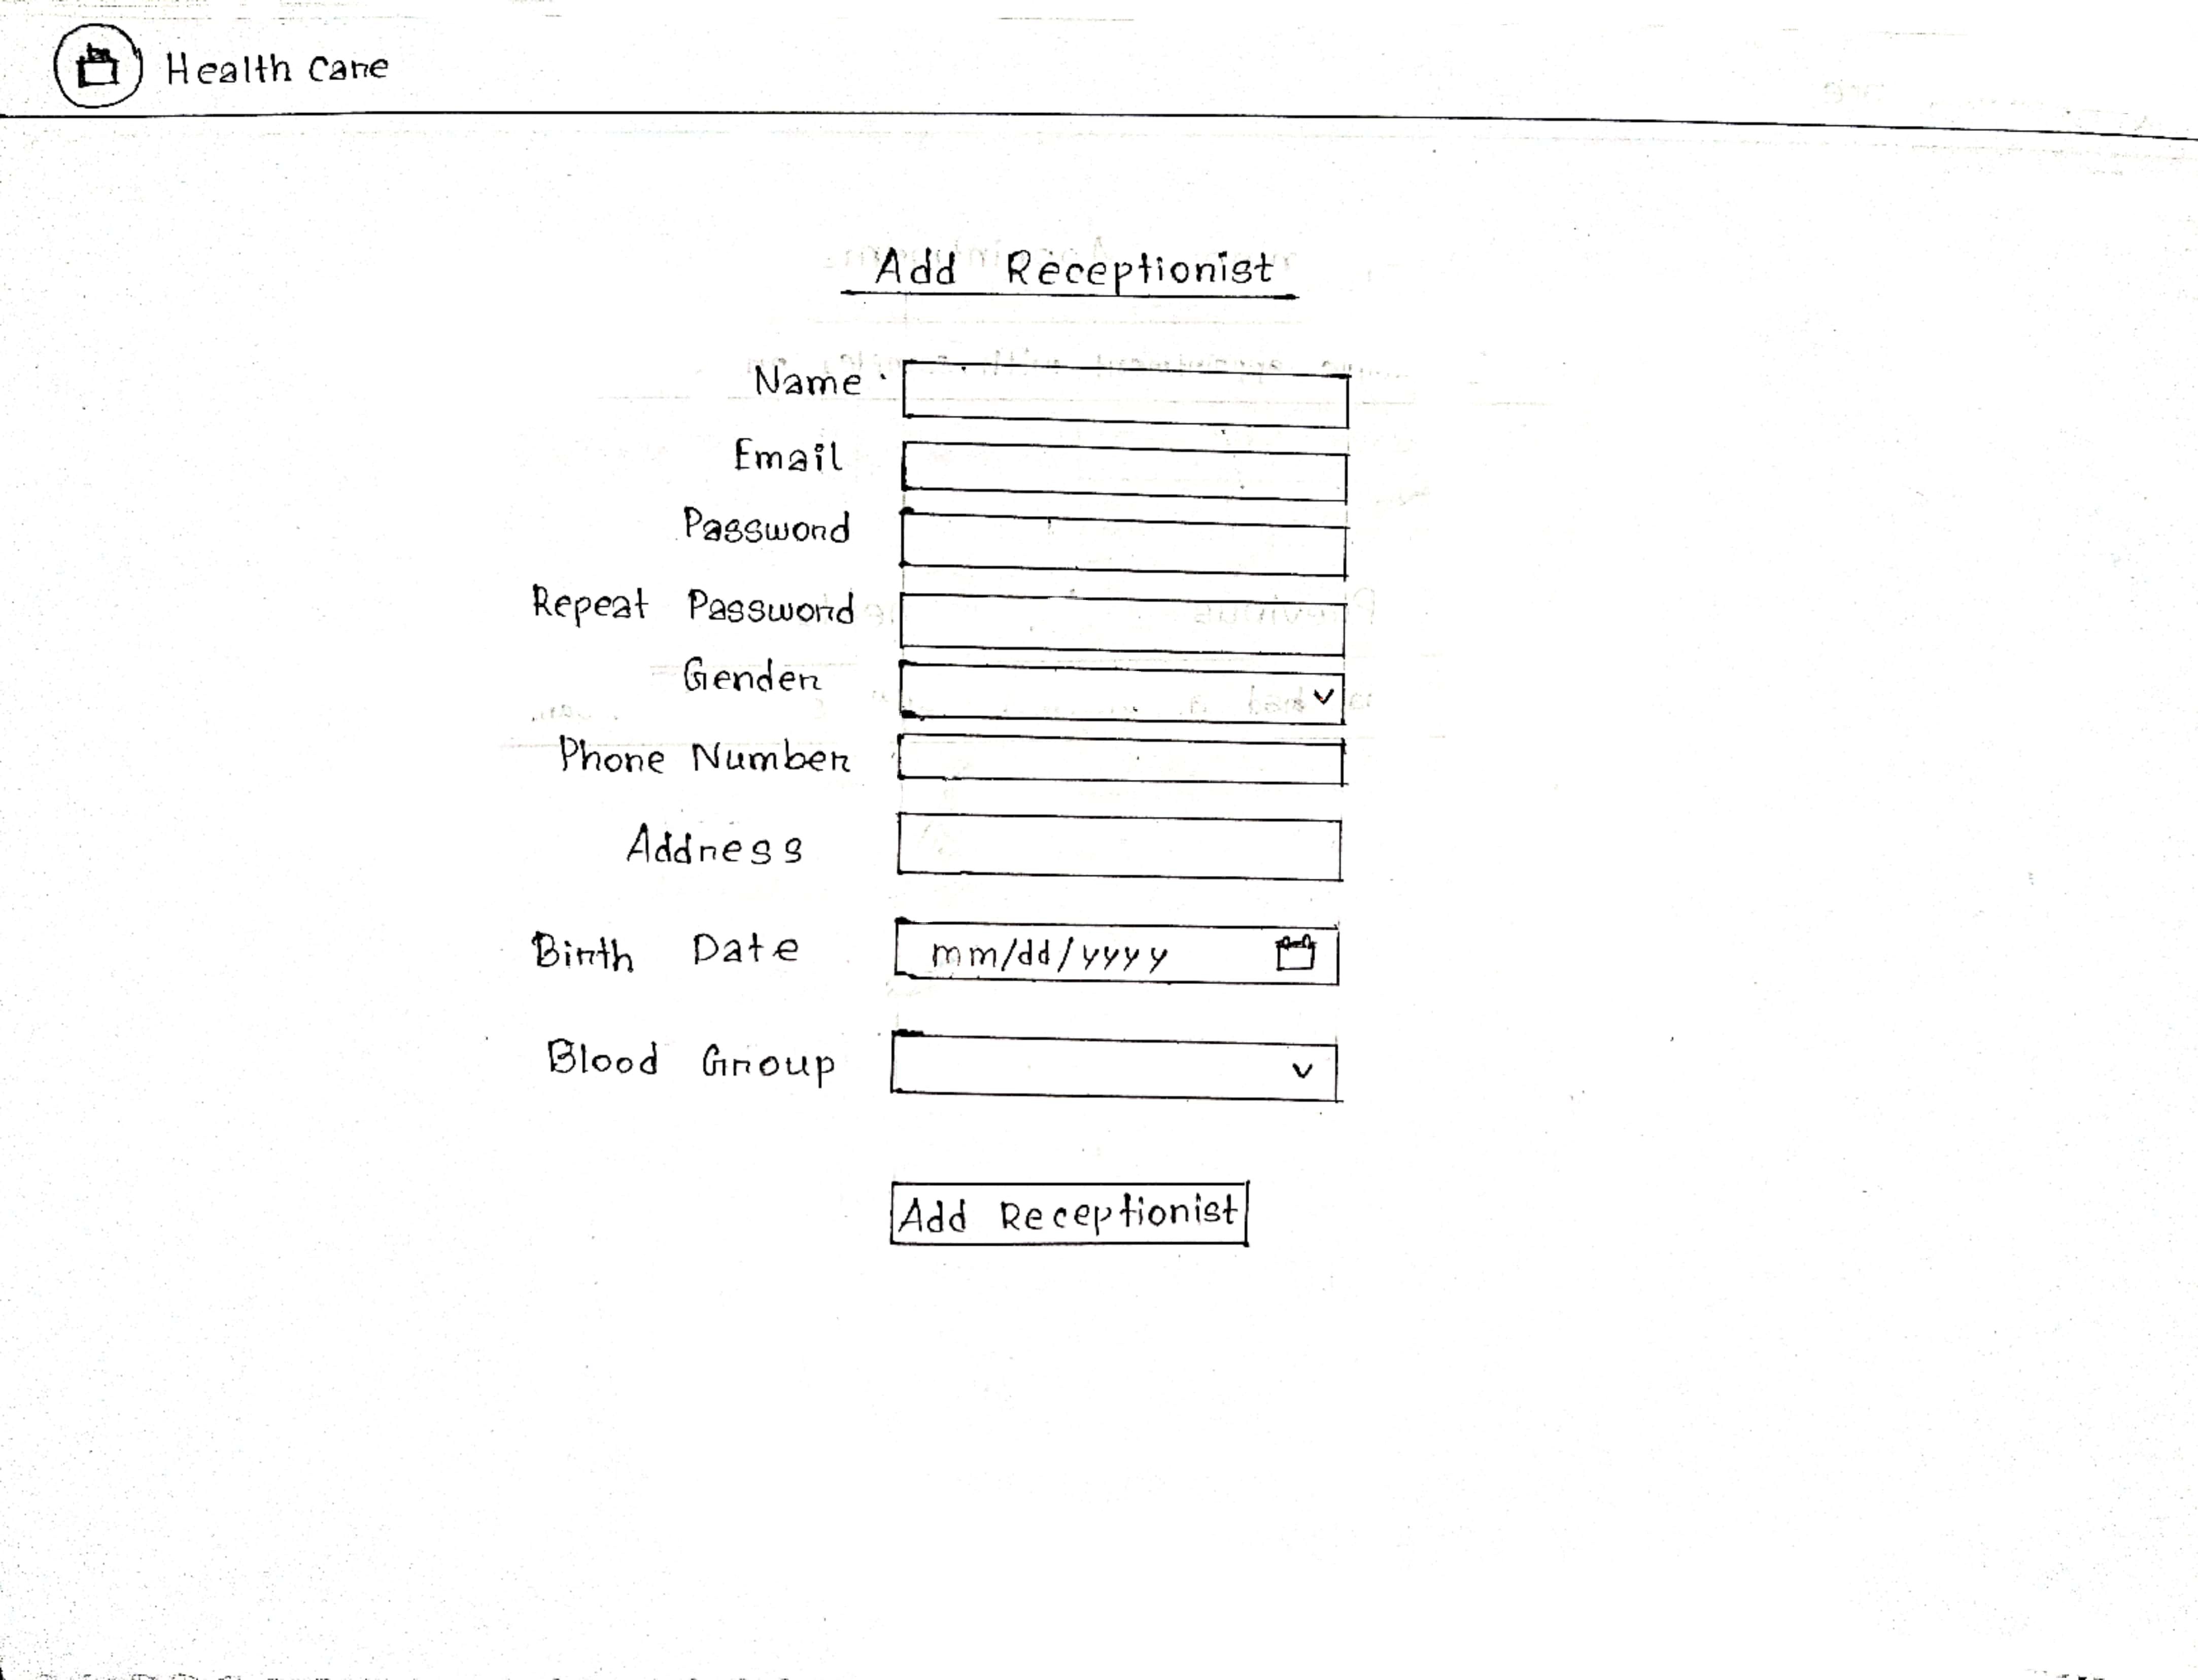 Health Care
Add Receptionist
Name
Email
Password
Repeat Password
Gender
Phone Number
Address
Birth Date mm/dd/yyyy
Blood Group
Add Receptionist